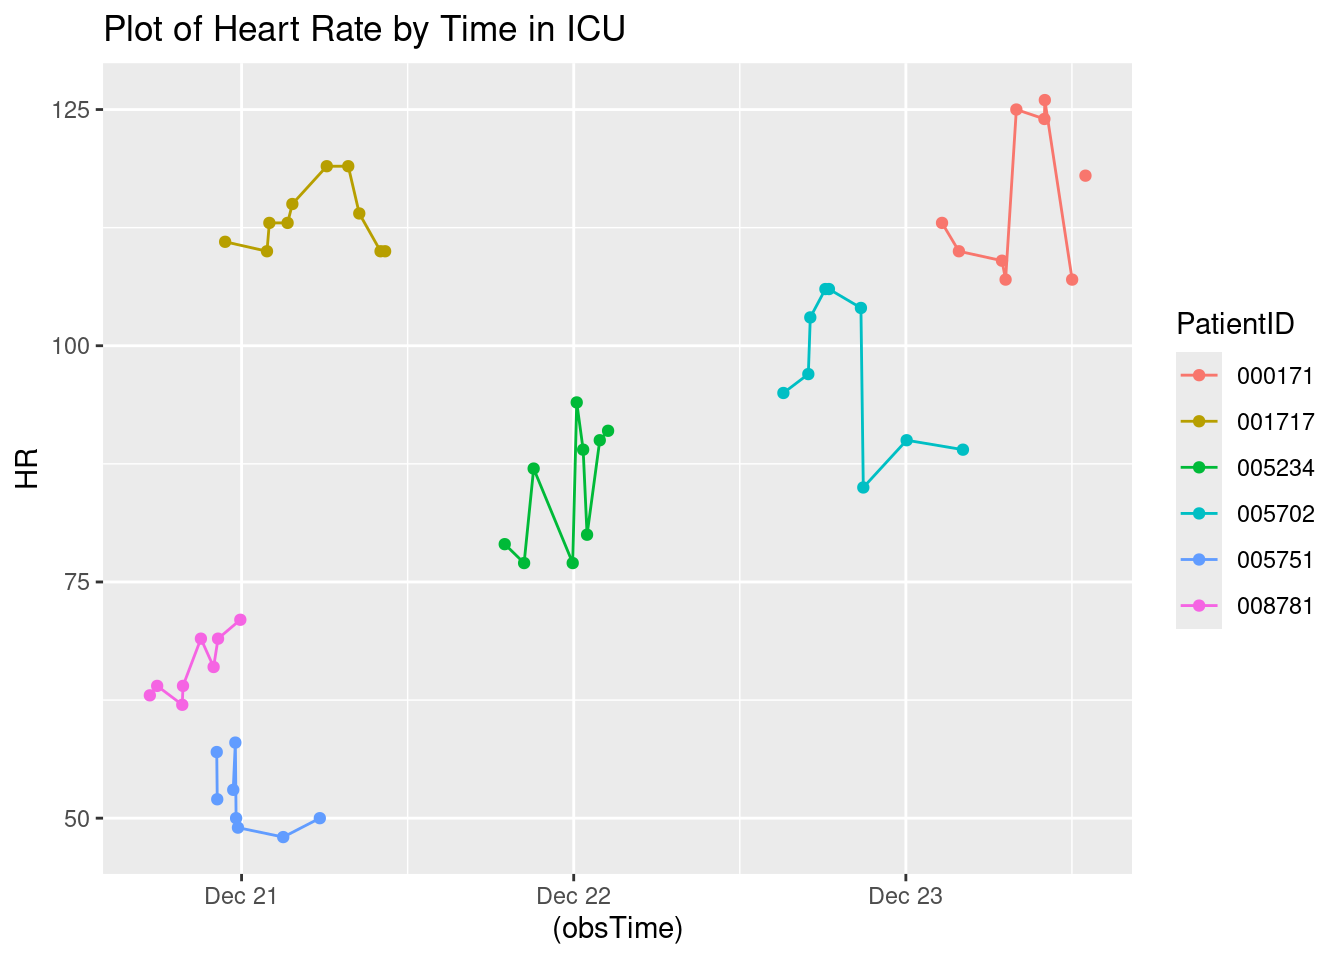 Plot of Heart Rate by Time in ICU
125
100
75
50
HR
Dec 21
Dec 22
Dec 23
(obsTime)
PatientID
000171
001717
005234
005702
005751
008781